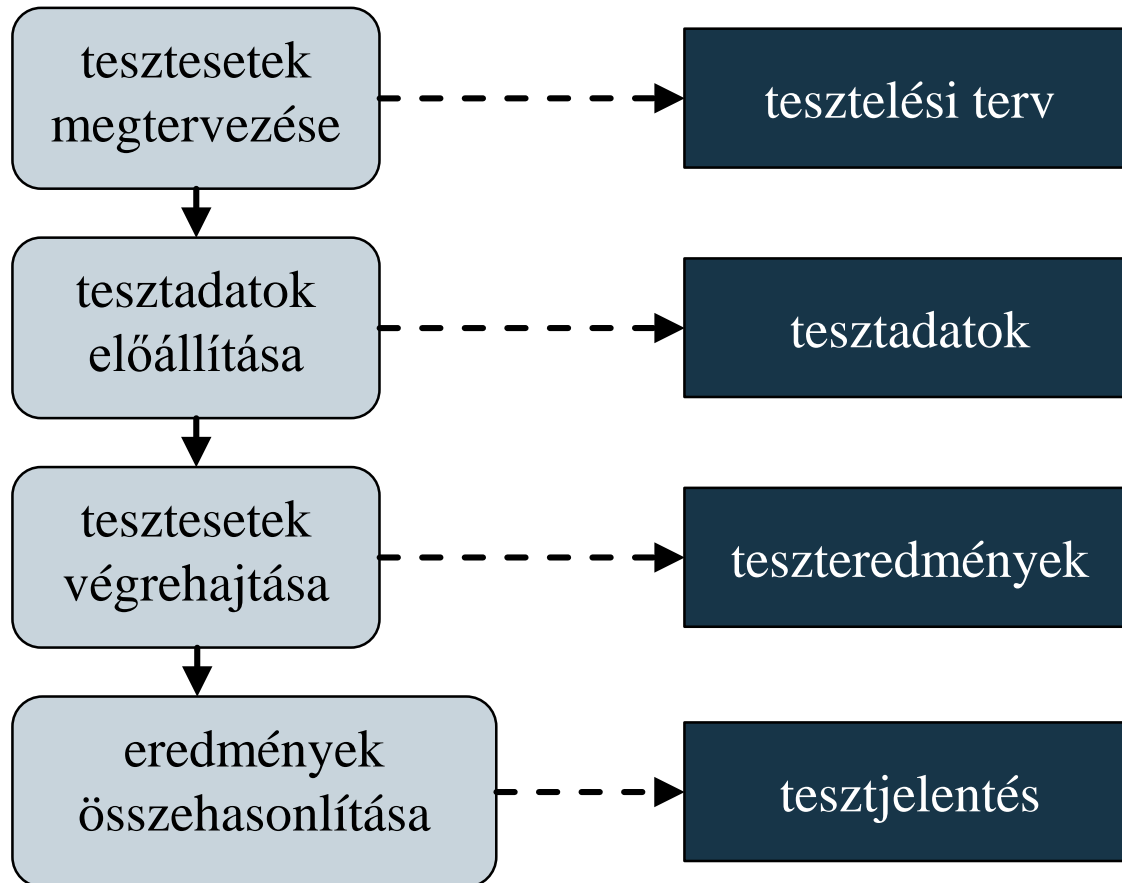 tesztesetek
megtervezése
tesztelési terv
tesztadatok
előállítása
tesztadatok
tesztesetek
végrehajtása
teszteredmények
eredmények
összehasonlítása
tesztjelentés